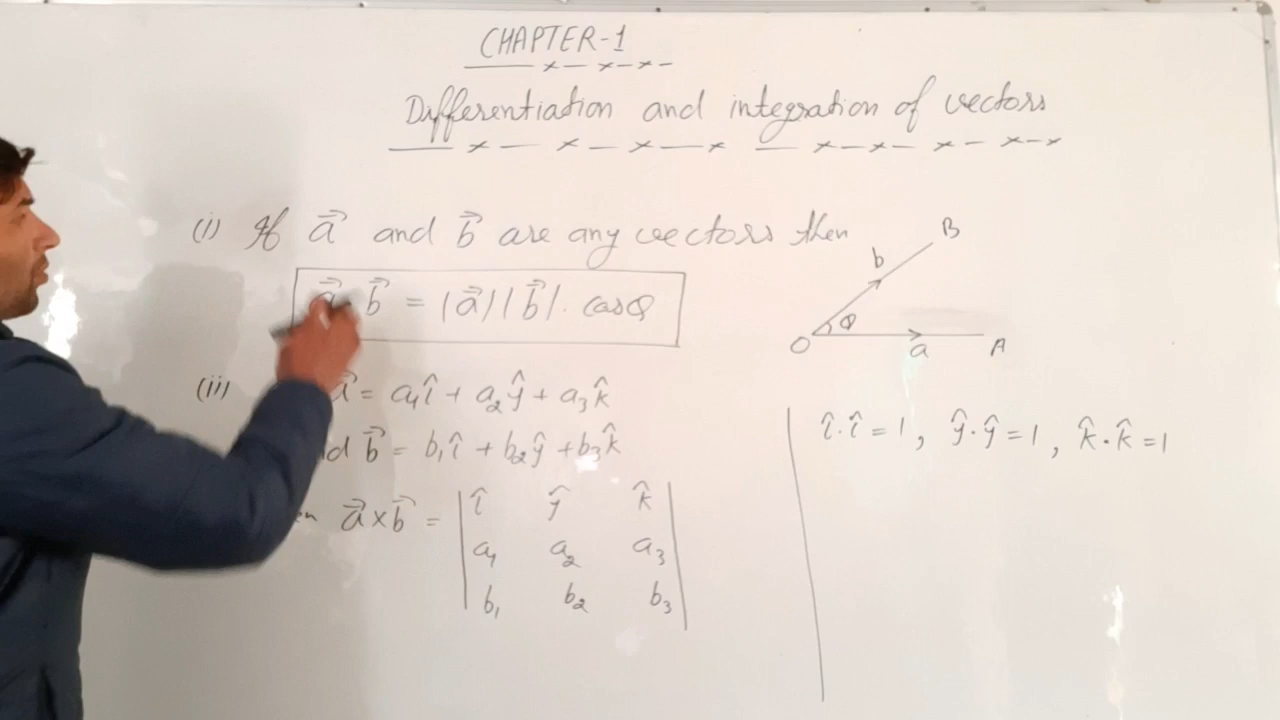 CHAPTER-1
Differentiation and integration of vectors
(i) If a⃗ and b⃗ are any vectors then
a⃗ b⃗ = |a⃗||b⃗|. cosθ
B
b
θ
O a A
(ii) a⃗ = a₁î + a₂ĵ + a₃k̂
b⃗ = b₁î + b₂ĵ + b₃k̂
a⃗×b⃗ = | î ĵ k̂ |
| a₁ a₂ a₃ |
| b₁ b₂ b₃ |
î·î = 1, ĵ·ĵ = 1, k̂·k̂ = 1